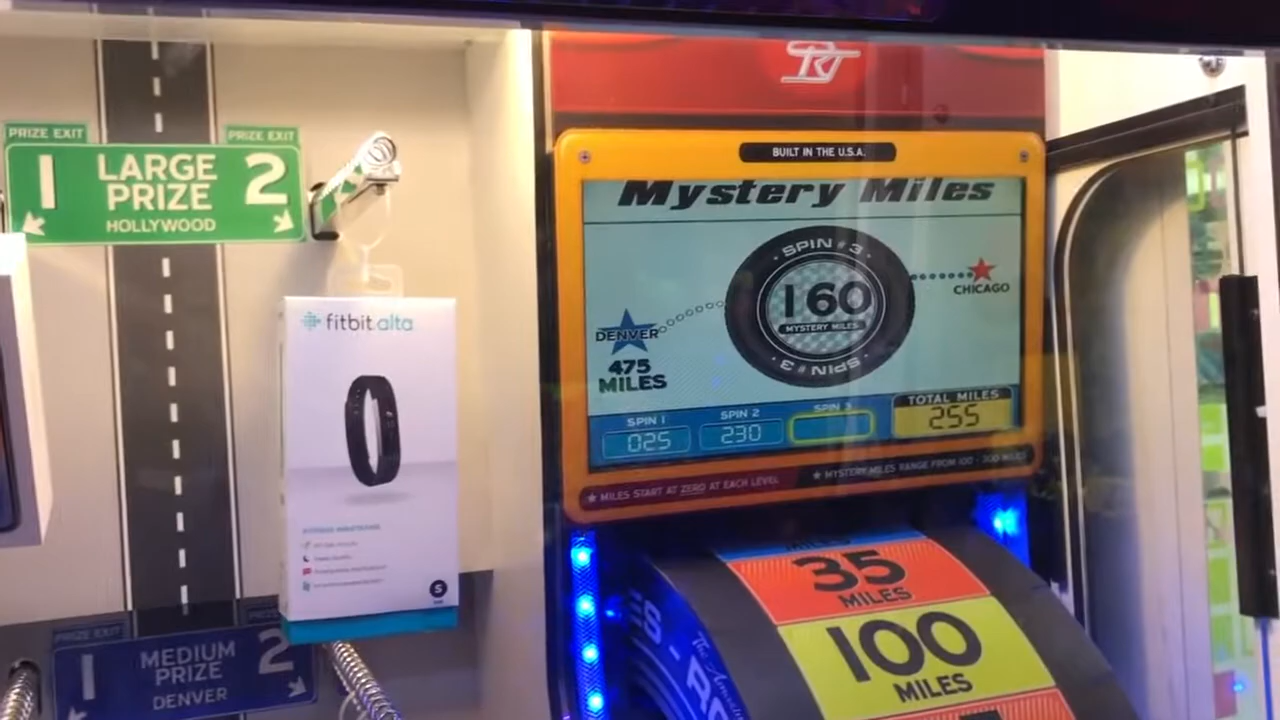 PRIZE EXIT
PRIZE EXIT
1
LARGE
PRIZE
HOLLYWOOD
2
fitbit alta
S
PRIZE EXIT
1
MEDIUM
PRIZE
DENVER
2
BUILT IN THE U.S.A.
Mystery Miles
SPIN #3
160
MYSTERY MILES
SPIN #3
CHICAGO
DENVER
475
MILES
SPIN 1
025
SPIN 2
230
SPIN 3
TOTAL MILES
255
★ MILES START AT ZERO AT EACH LEVEL
★ MYSTERY MILES RANGE FROM 100 - 300 MILES
MILES
35
MILES
100
MILES